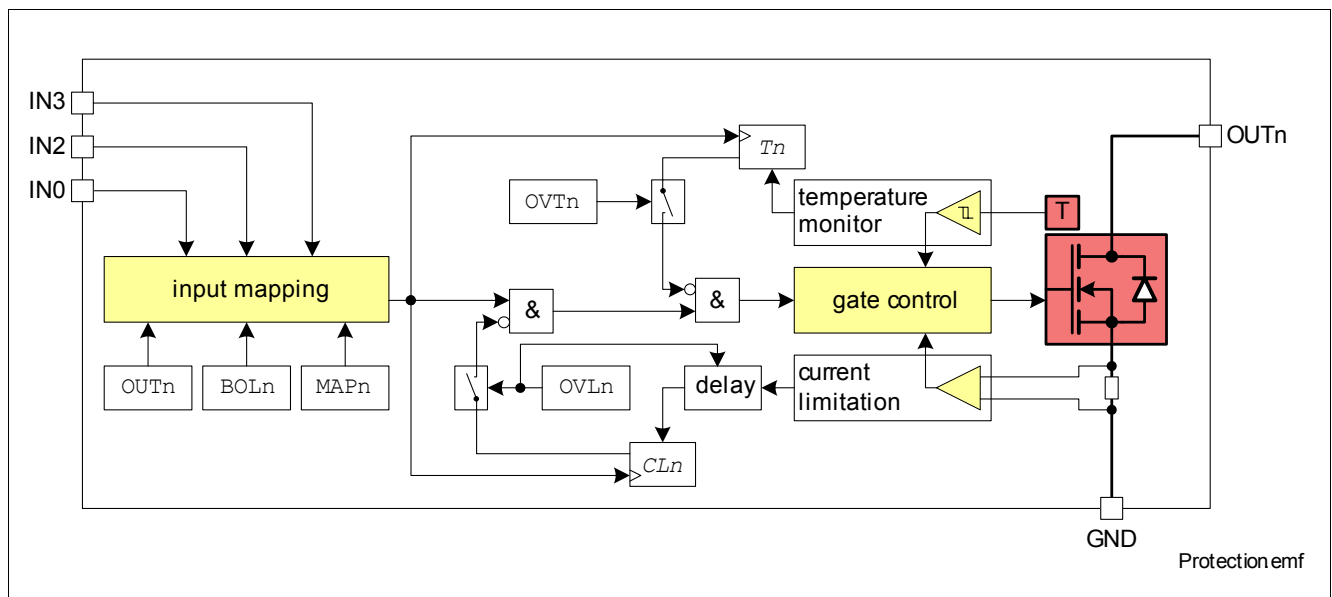 IN3
IN2
IN0
OUTn
Tn
OVTn
temperature
monitor
T
input mapping
&
&
gate control
OUTn
BOLn
MAPn
OVLn
delay
current
limitation
CLn
GND
Protection emf